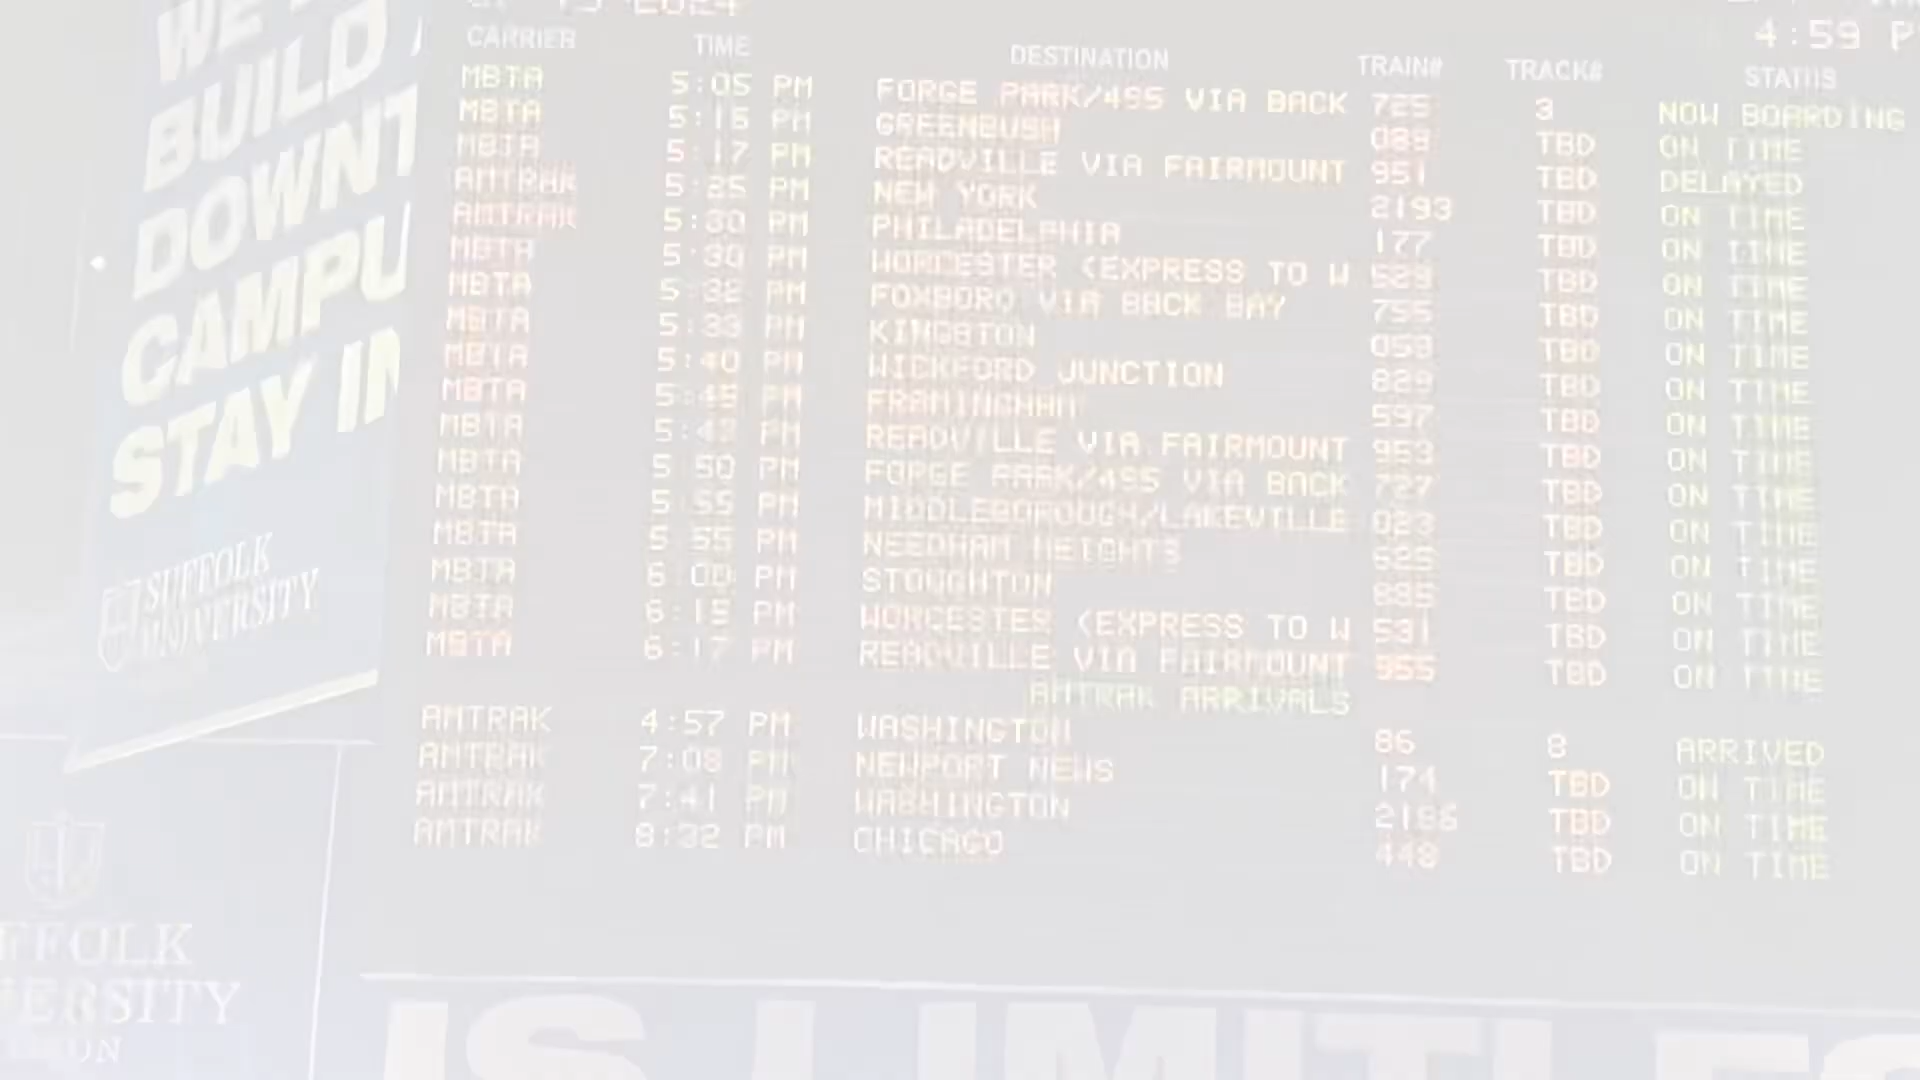 WE
BUILD
DOWNT
CAMPU
STAY IN
SUFFOLK
UNIVERSITY
FFOLK
VERSITY
2024
4:59 P
CARRIER TIME DESTINATION TRAIN# TRACK# STATUS
MBTA 5:05 PM FORGE PARK/495 VIA BACK 725 3 NOW BOARDING
MBTA 5:15 PM GREENBUSH 089 TBD ON TIME
MBTA 5:17 PM READVILLE VIA FAIRMOUNT 951 TBD DELAYED
AMTRAK 5:25 PM NEW YORK 2193 TBD ON TIME
AMTRAK 5:30 PM PHILADELPHIA 177 TBD ON TIME
MBTA 5:30 PM WORCESTER (EXPRESS TO W 529 TBD ON TIME
MBTA 5:32 PM FOXBORO VIA BACK BAY 755 TBD ON TIME
MBTA 5:33 PM KINGSTON 059 TBD ON TIME
MBTA 5:40 PM WICKFORD JUNCTION 829 TBD ON TIME
MBTA 5:45 PM FRAMINGHAM 597 TBD ON TIME
MBTA PM READVILLE VIA FAIRMOUNT 953 TBD ON TIME
MBTA 5:50 PM FORGE PARK/495 VIA BACK 727 TBD ON TIME
MBTA 5:55 PM MIDDLEBOROUGH/LAKEVILLE 023 TBD ON TIME
MBTA 5:55 PM NEEDHAM HEIGHTS 625 TBD ON TIME
MBTA 6:00 PM STOUGHTON TBD ON TIME
MBTA 6:15 PM WORCESTER (EXPRESS TO W 531 TBD ON TIME
MBTA 6:17 PM READVILLE VIA FAIRMOUNT 955 TBD ON TIME
AMTRAK ARRIVALS
AMTRAK 4:57 PM WASHINGTON 86 8 ARRIVED
AMTRAK 7:08 PM NEWPORT NEWS 174 TBD ON TIME
AMTRAK 7:41 PM WASHINGTON TBD ON TIME
AMTRAK 8:32 PM CHICAGO 448 TBD ON TIME
IS LIMITLES